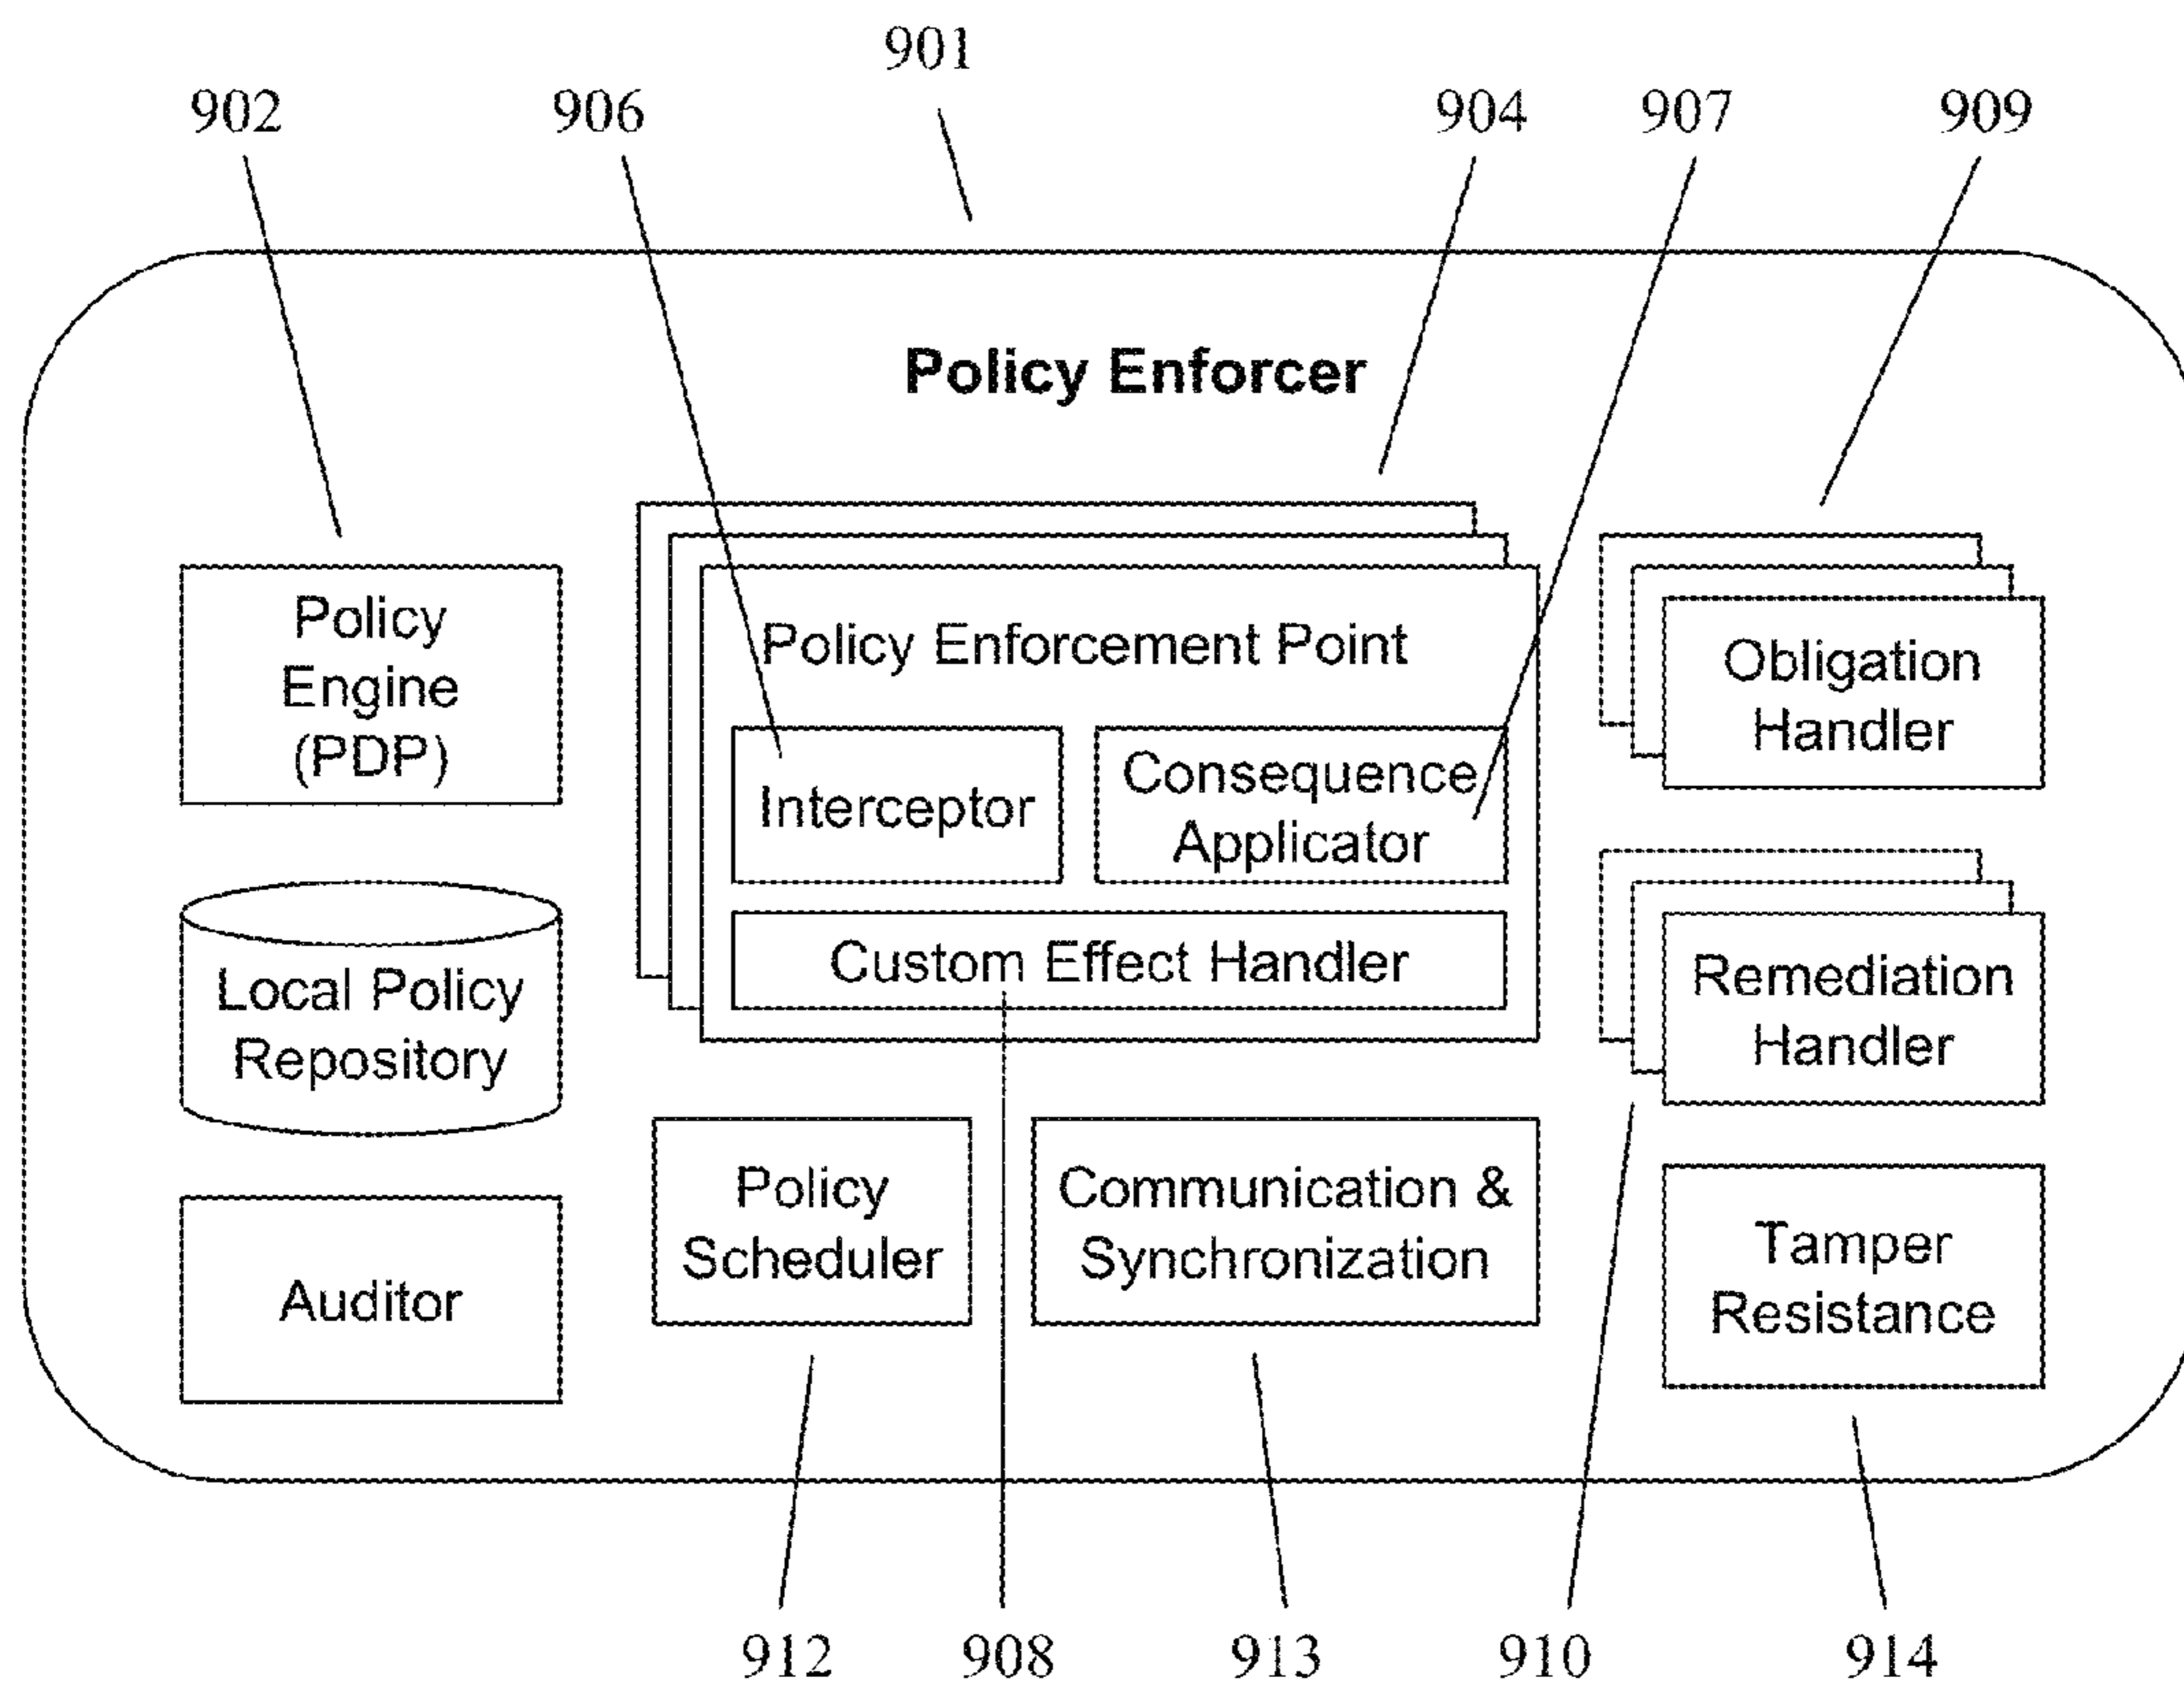 901
902
906
904
907
909
Policy Enforcer
Policy
Engine
(PDP)
Policy Enforcement Point
Interceptor
Consequence
Applicator
Custom Effect Handler
Obligation
Handler
Local Policy
Repository
Remediation
Handler
Auditor
Policy
Scheduler
Communication &
Synchronization
Tamper
Resistance
912
908
913
910
914